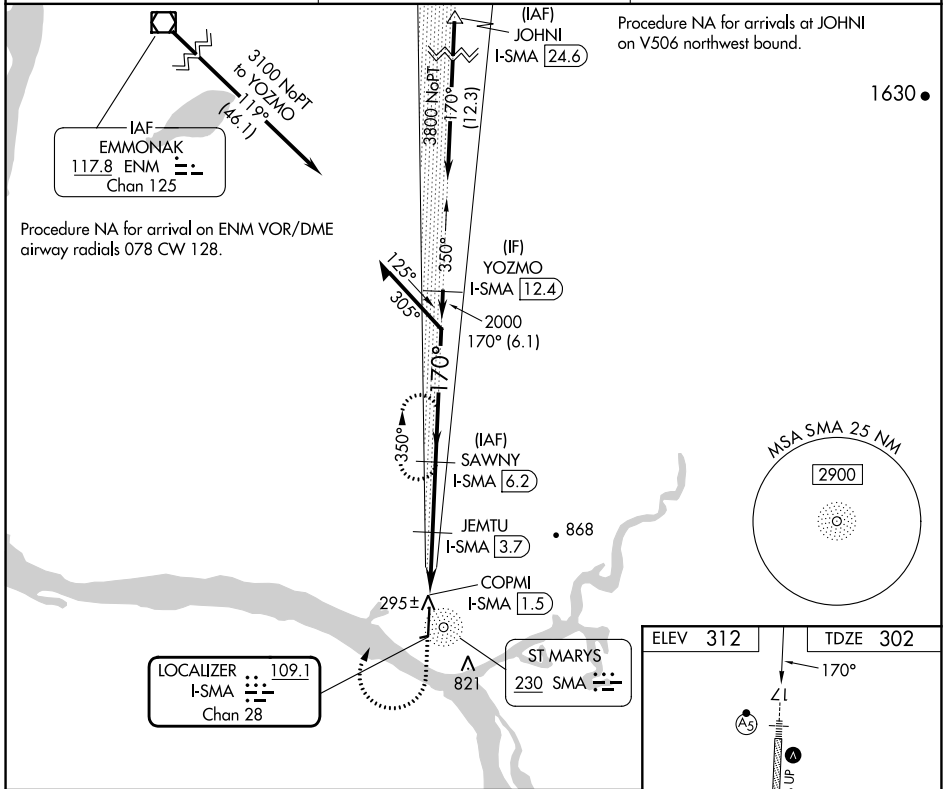 (IAF)
JOHNI
I-SMA 24.6
Procedure NA for arrivals at JOHNI
on V506 northwest bound.
1630
3100 NoPT
to YOZMO
119°
(46.1)
3800 NoPT
170°
(12.3)
IAF
EMMONAK
117.8 ENM
Chan 125
Procedure NA for arrival on ENM VOR/DME
airway radials 078 CW 128.
350°
(IF)
YOZMO
I-SMA 12.4
125°
305°
2000
170° (6.1)
170°
350°
(IAF)
SAWNY
I-SMA 6.2
MSA SMA 25 NM
2900
JEMTU
I-SMA 3.7
868
COPMI
I-SMA 1.5
295±
LOCALIZER 109.1
I-SMA
Chan 28
821
ST MARYS
230 SMA
ELEV 312
TDZE 302
170°
17
A5
UP